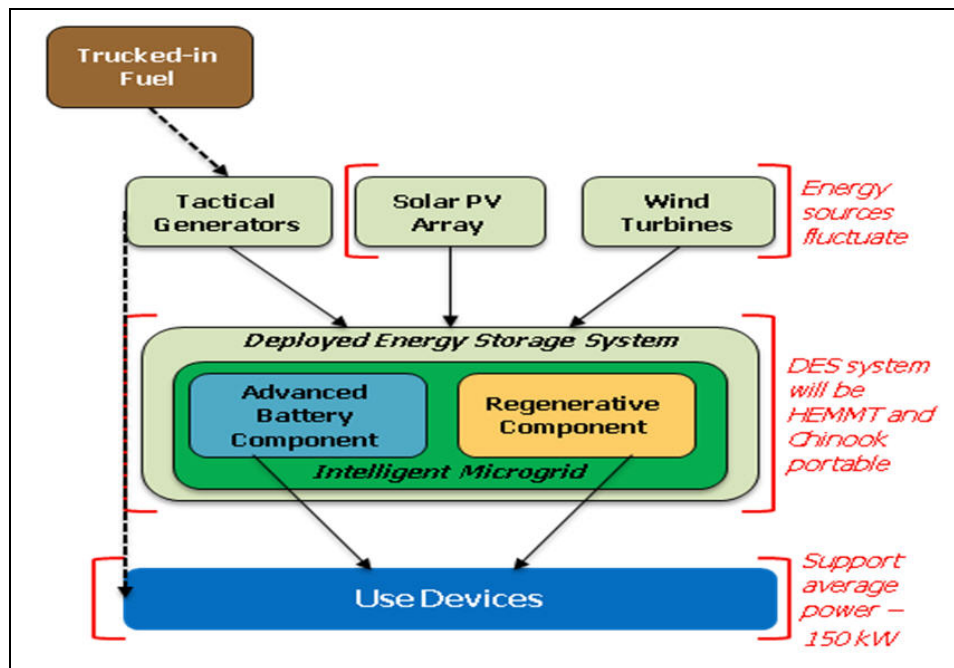 Trucked-in
Fuel
Tactical
Generators
Solar PV
Array
Wind
Turbines
Energy
sources
fluctuate
Deployed Energy Storage System
Advanced
Battery
Component
Regenerative
Component
Intelligent Microgrid
DES system
will be
HEMMT and
Chinook
portable
Use Devices
Support
average
power –
150 kW